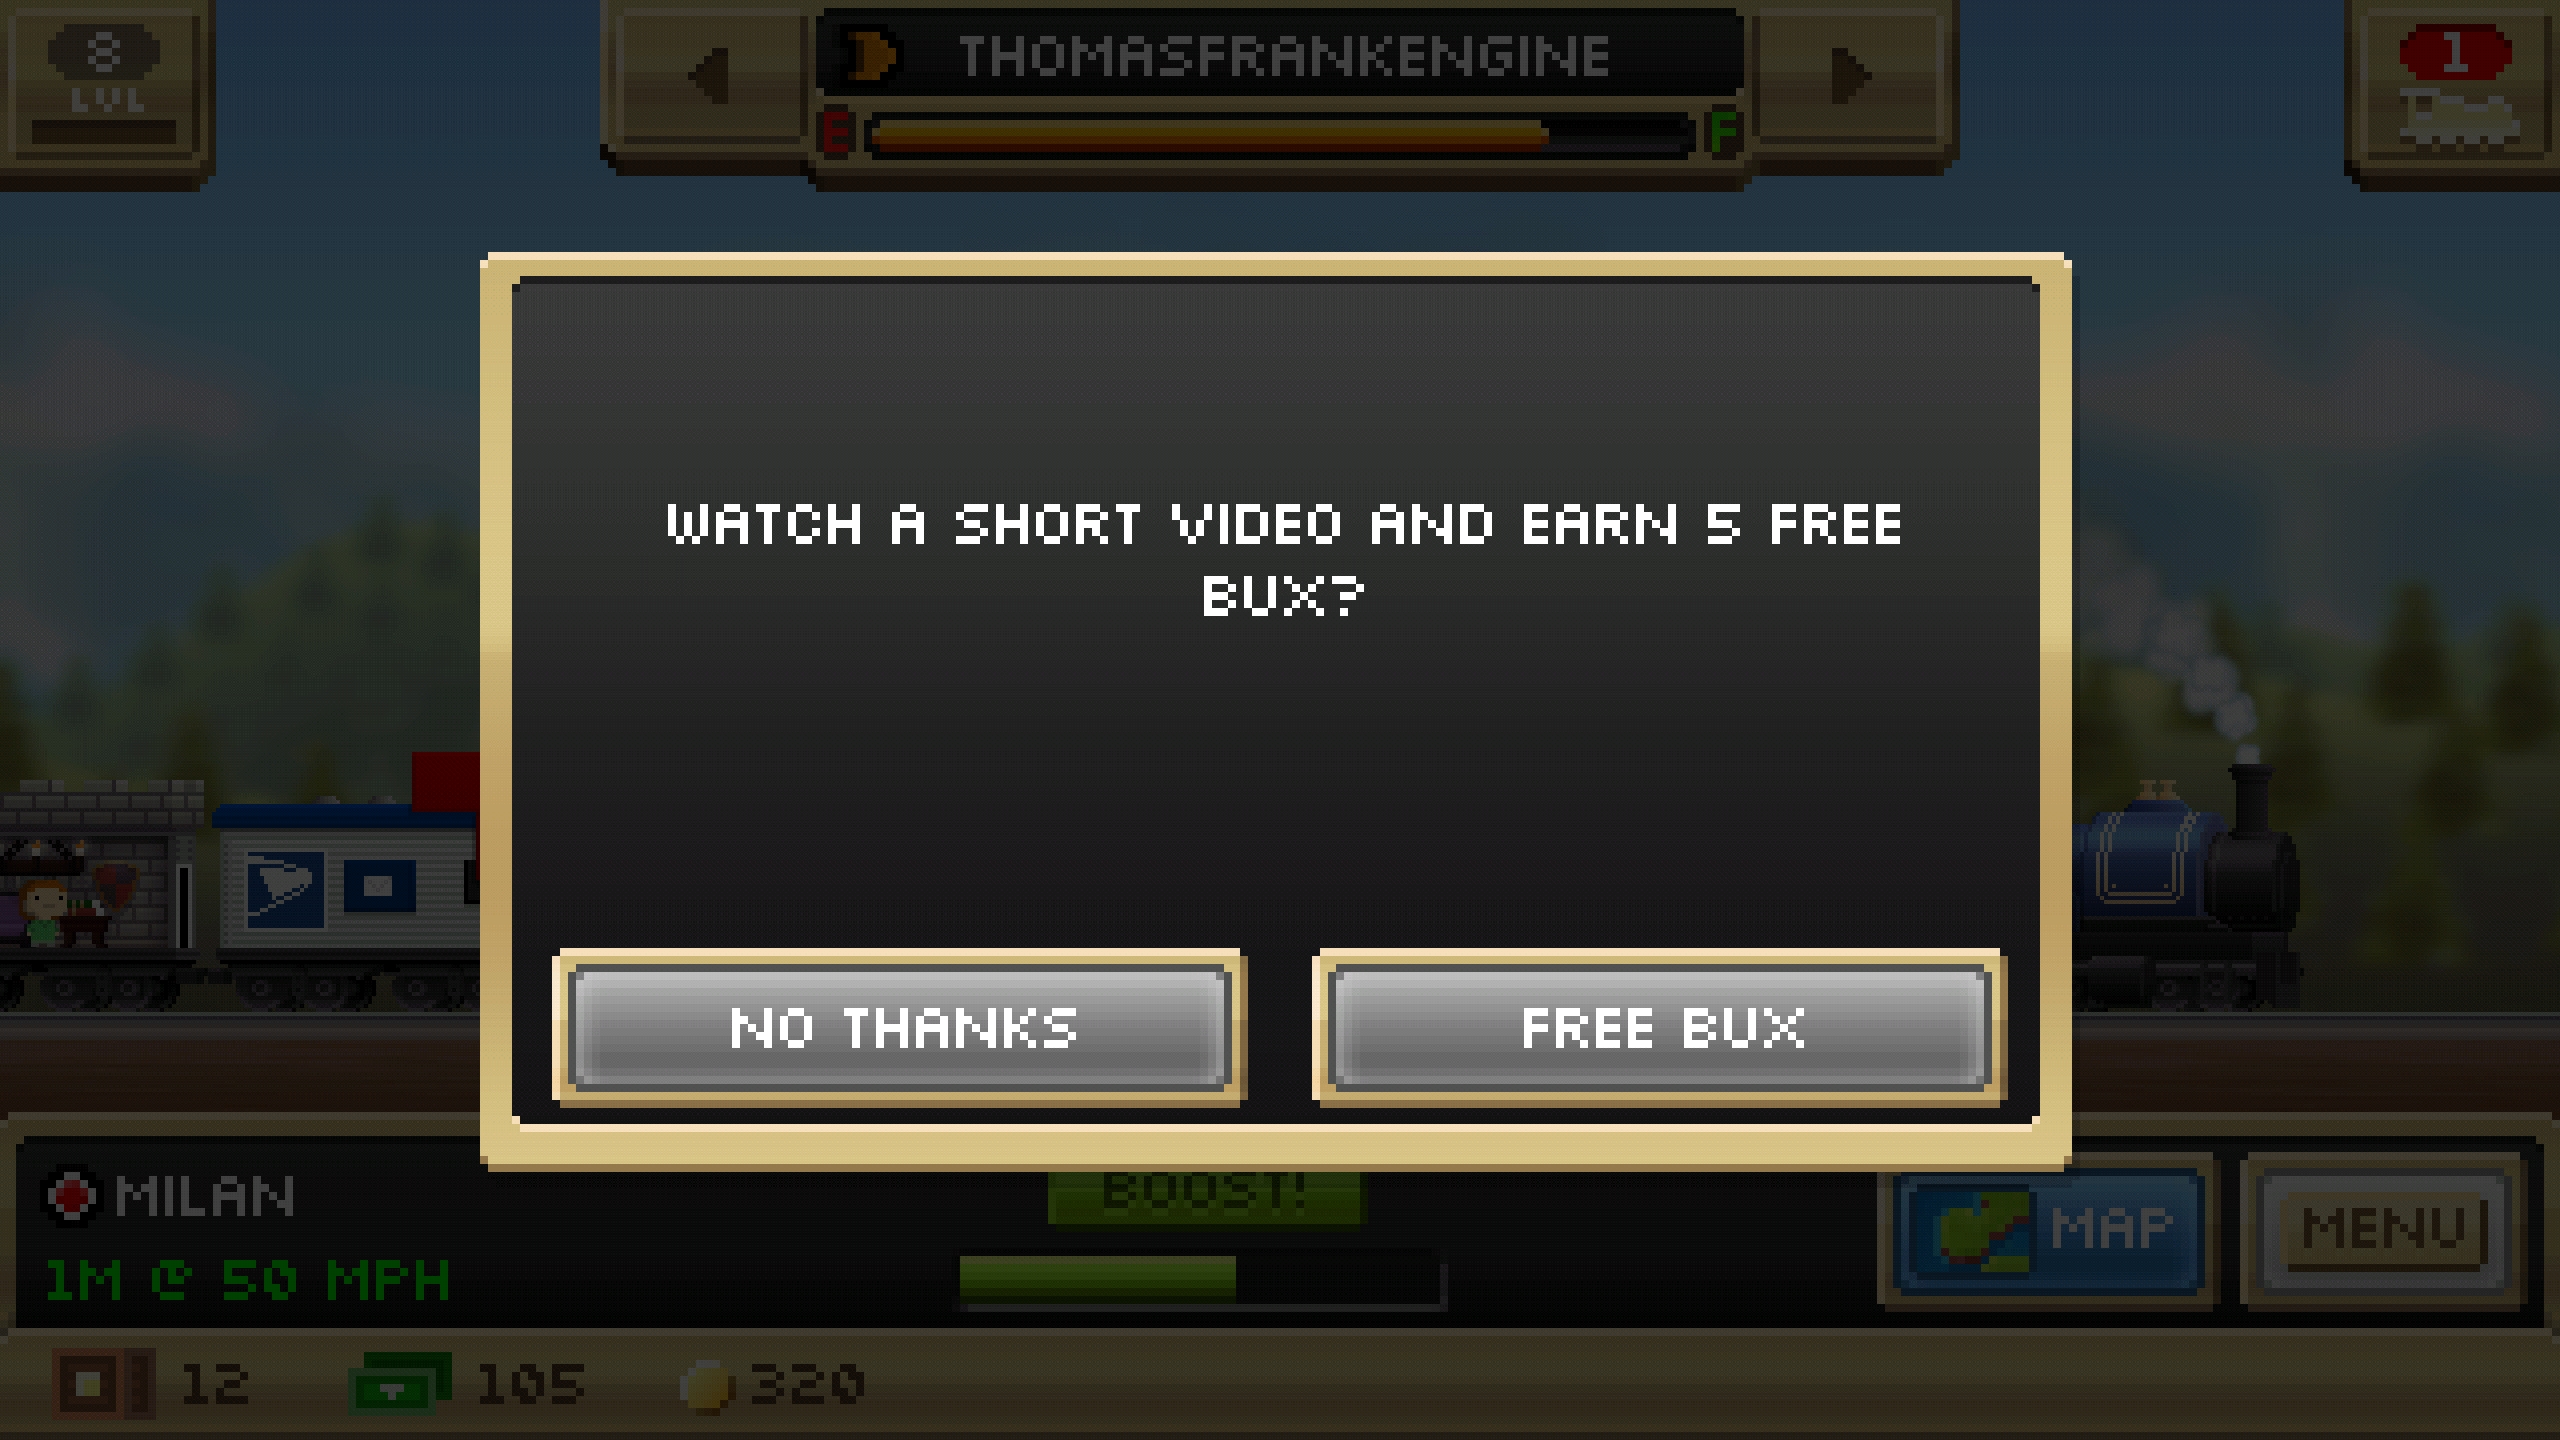 8
LVL
THOMASFRANKENGINE
E F
1
WATCH A SHORT VIDEO AND EARN 5 FREE
BUX?
NO THANKS
FREE BUX
MILAN
1M @ 50 MPH
BOOST!
MAP
MENU
12
105
320